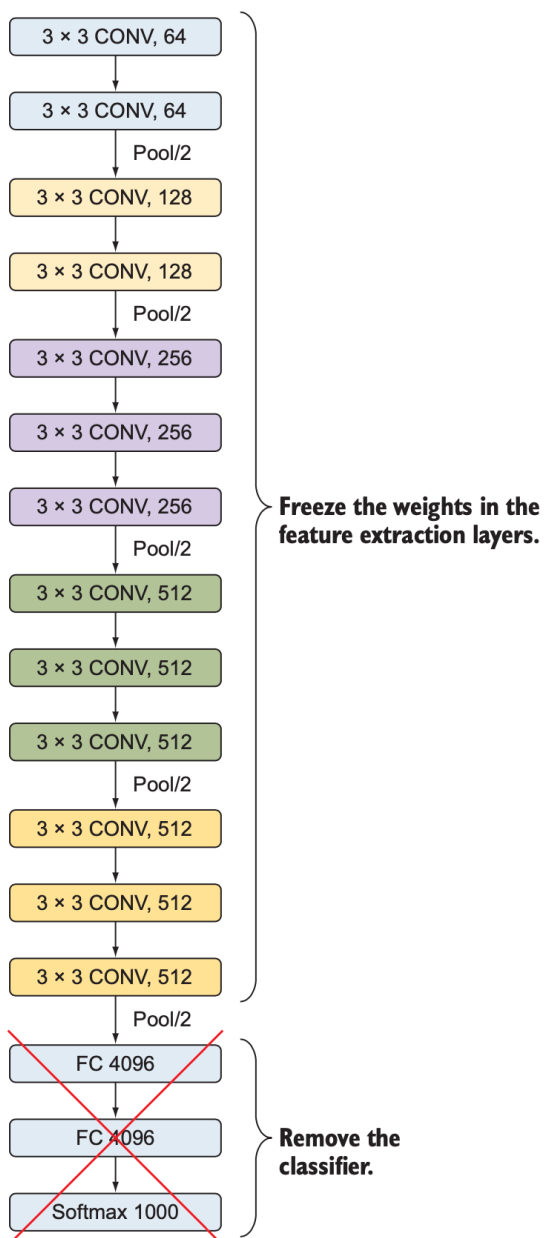 3 × 3 CONV, 64
3 × 3 CONV, 64
Pool/2
3 × 3 CONV, 128
3 × 3 CONV, 128
Pool/2
3 × 3 CONV, 256
3 × 3 CONV, 256
3 × 3 CONV, 256
Pool/2
3 × 3 CONV, 512
3 × 3 CONV, 512
3 × 3 CONV, 512
Pool/2
3 × 3 CONV, 512
3 × 3 CONV, 512
3 × 3 CONV, 512
Pool/2
Freeze the weights in the
feature extraction layers.
FC 4096
FC 4096
Softmax 1000
Remove the
classifier.